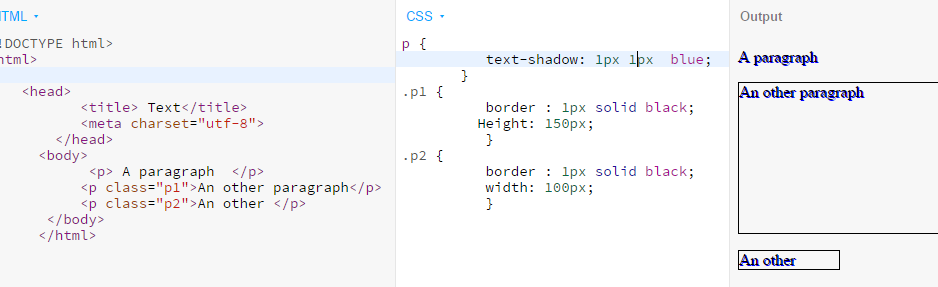 TML
CSS
Output
!DOCTYPE html>
html>
<head>
<title> Text</title>
<meta charset="utf-8">
</head>
<body>
<p> A paragraph  </p>
<p class="p1">An other paragraph</p>
<p class="p2">An other </p>
</body>
</html>
p {
text-shadow: 1px 1px  blue;
}
.p1 {
border : 1px solid black;
Height: 150px;
}
.p2 {
border : 1px solid black;
width: 100px;
}
A paragraph
An other paragraph
An other